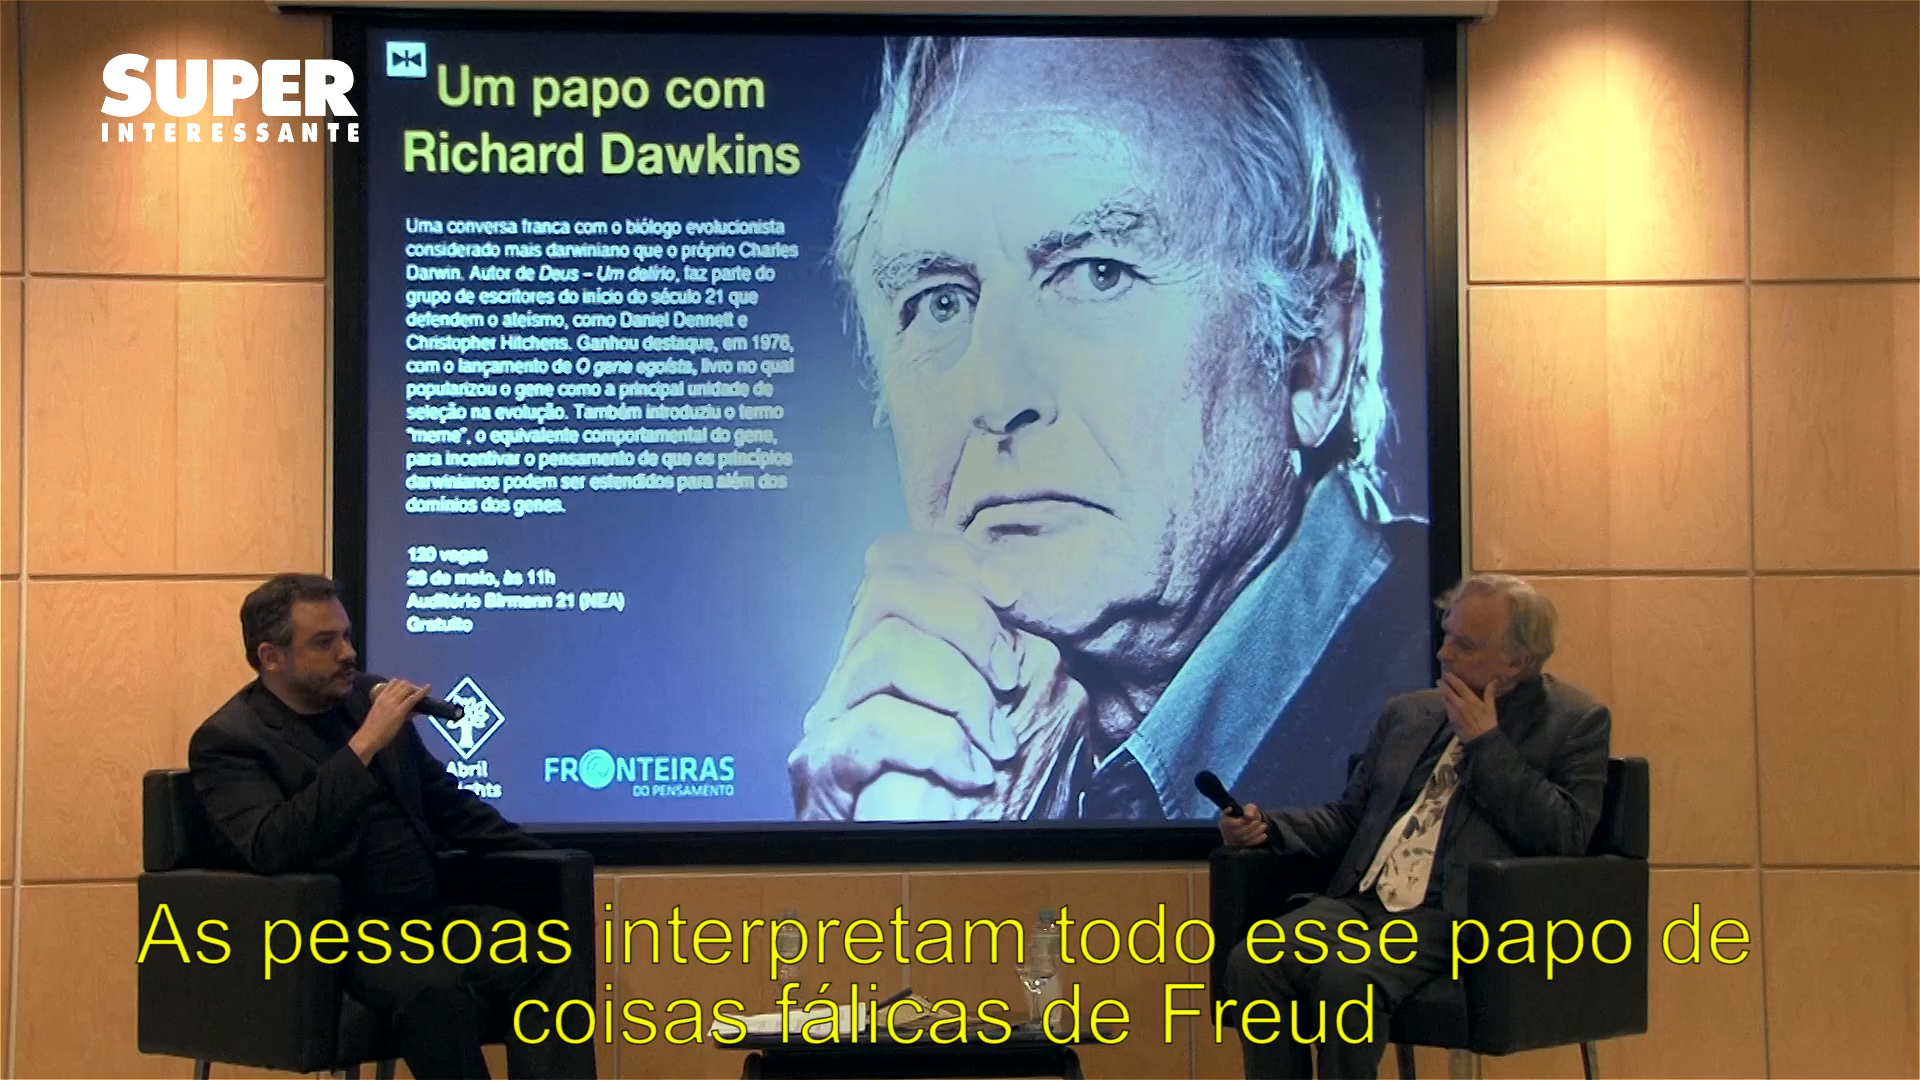 SUPER
INTERESSANTE
Um papo com
Richard Dawkins
Uma conversa franca com o biólogo evolucionista
considerado mais darwiniano que o próprio Charles
Darwin. Autor de Deus – Um delírio, faz parte do
grupo de escritores do início do século 21 que
defendem o ateísmo, como Daniel Dennett e
Christopher Hitchens. Ganhou destaque, em 1976,
com o lançamento de O gene egoísta, livro no qual
popularizou o gene como a principal unidade de
seleção na evolução. Também introduziu o termo
"meme", o equivalente comportamental do gene,
para incentivar o pensamento de que os princípios
darwinianos podem ser estendidos para além dos
domínios dos genes.
120 vagas
28 de maio, às 11h
Auditório Birmann 21 (NEA)
Gratuito
Abril
ghts
FRONTEIRAS
DO PENSAMENTO
As pessoas interpretam todo esse papo de
coisas fálicas de Freud